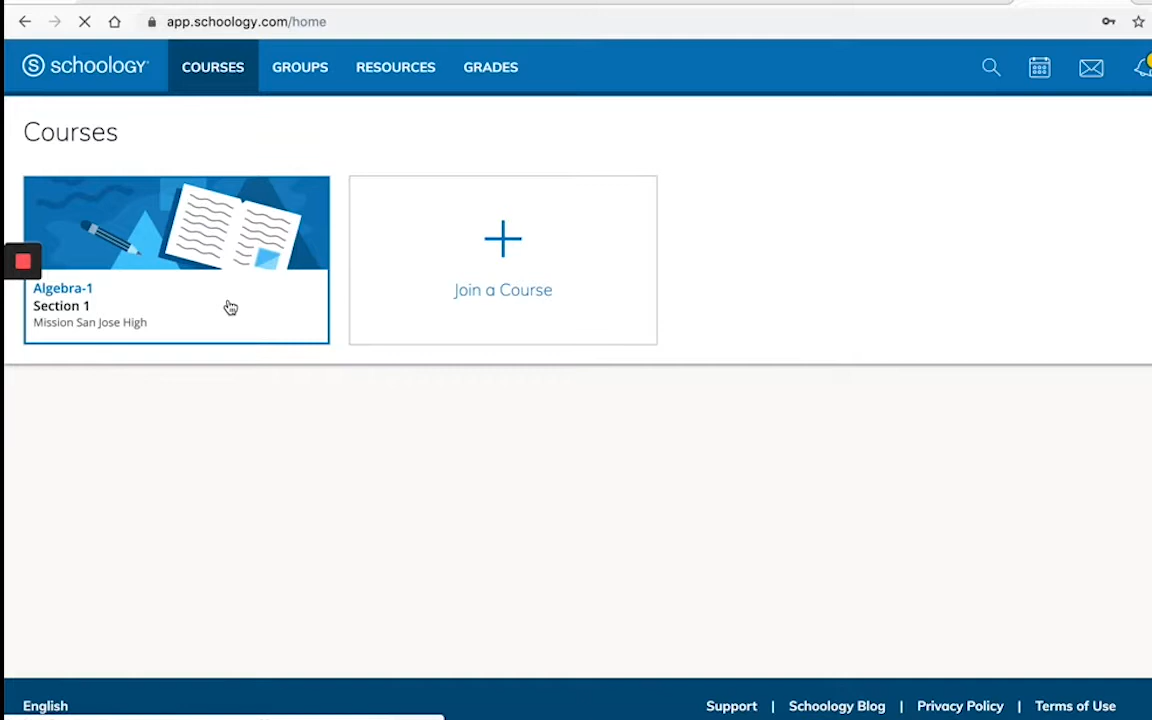 app.schoology.com/home
schoology
COURSES
GROUPS
RESOURCES
GRADES
Courses
Algebra-1
Section 1
Mission San Jose High
Join a Course
English
Support | Schoology Blog | Privacy Policy | Terms of Use